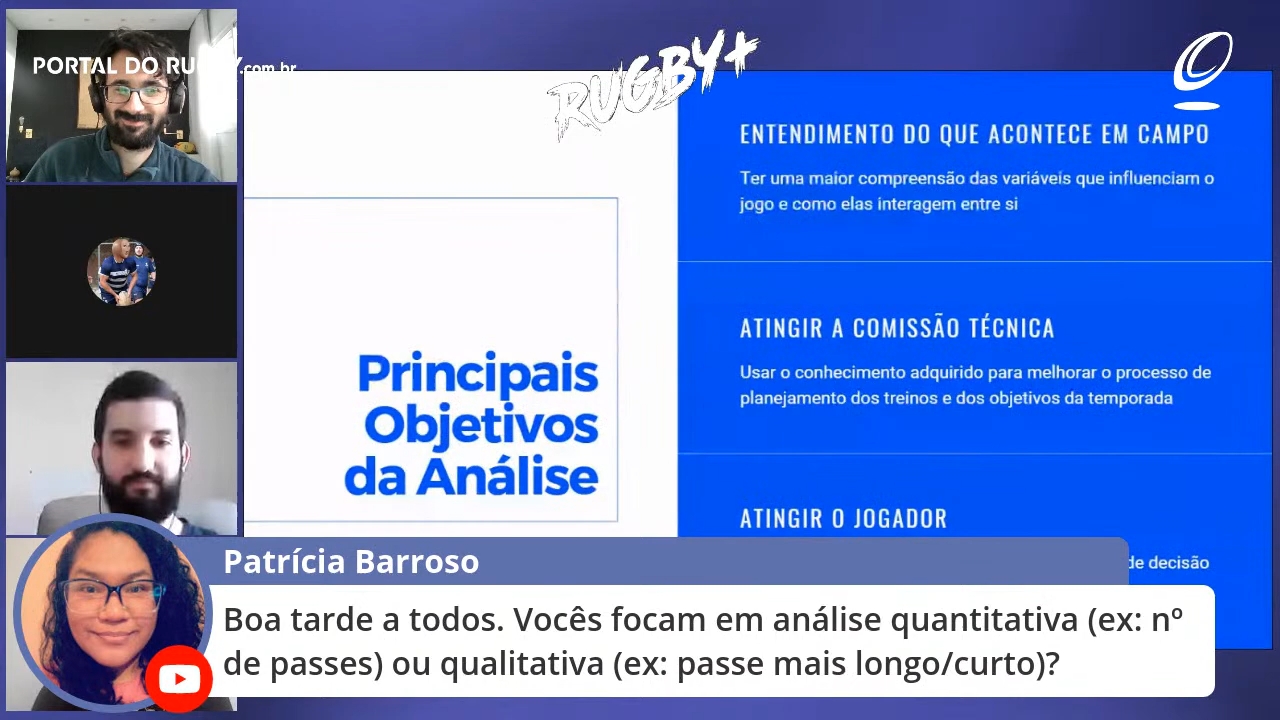 PORTAL DO RUGBY.com.br
RUGBY+
ENTENDIMENTO DO QUE ACONTECE EM CAMPO
Ter uma maior compreensão das variáveis que influenciam o
jogo e como elas interagem entre si
Principais
Objetivos
da Análise
ATINGIR A COMISSÃO TÉCNICA
Usar o conhecimento adquirido para melhorar o processo de
planejamento dos treinos e dos objetivos da temporada
ATINGIR O JOGADOR
de decisão
Patrícia Barroso
Boa tarde a todos. Vocês focam em análise quantitativa (ex: nº
de passes) ou qualitativa (ex: passe mais longo/curto)?